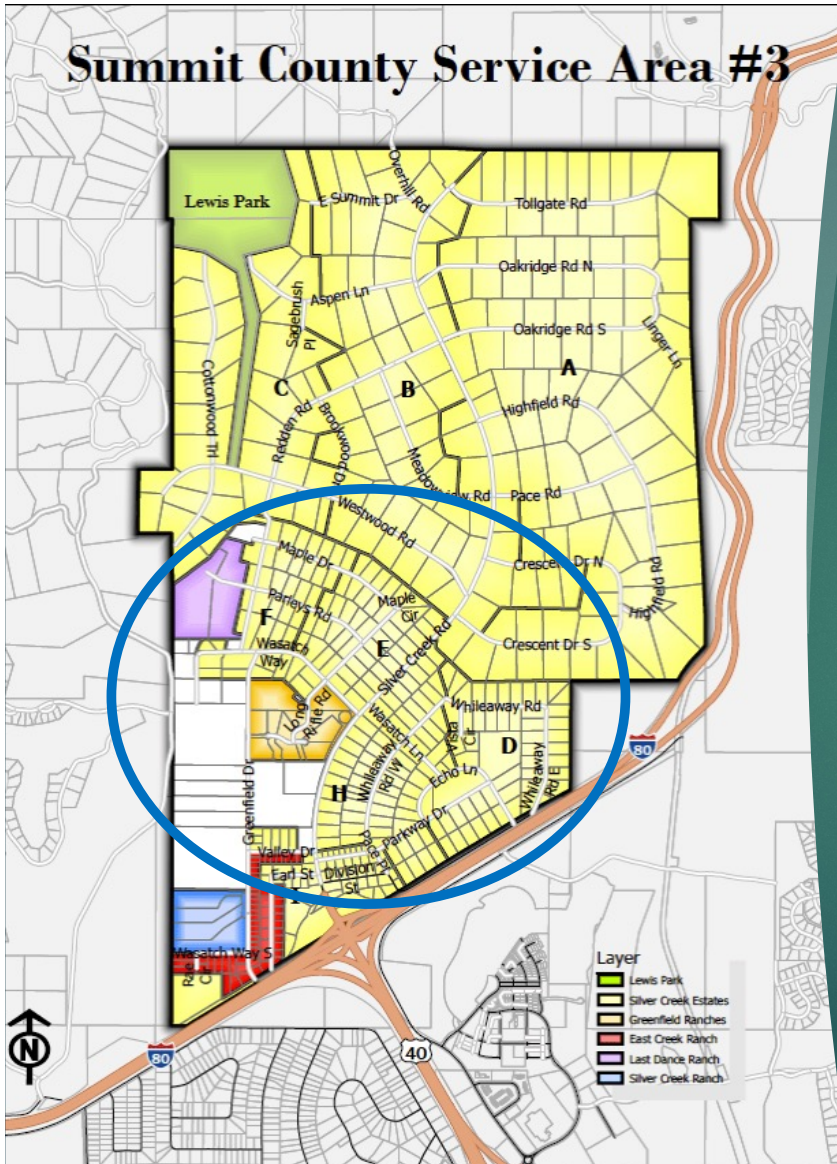 Summit County Service Area #3
Lewis Park
E Summit Dr
Overhill Rd
Tollgate Rd
Oakridge Rd N
Aspen Ln
Sagebrush Pl
Oakridge Rd S
Linger Ln
Cottonwood Trl
A
C
B
Highfield Rd
Redden Rd
Brookwood Dr
Meadowview Rd
Pace Rd
Westwood Rd
Maple Dr
Crescent Dr N
Highfield Rd
Parleys Rd
Maple Cir
F
Crescent Dr S
Wasatch Way
E
Silver Creek Rd
Long Rifle Rd
Whileaway Rd
Wasatch Ln
Vista Cir
D
80
Whileaway Rd W
Echo Ln
Whileaway Rd E
H
Greenfield Dr
Parkway Dr
Valley Dr
Pace Pl
Earl St
Division St
I
Wasatch Way S
Rae Cir
N
80
40
Layer
Lewis Park
Silver Creek Estates
Greenfield Ranches
East Creek Ranch
Last Dance Ranch
Silver Creek Ranch